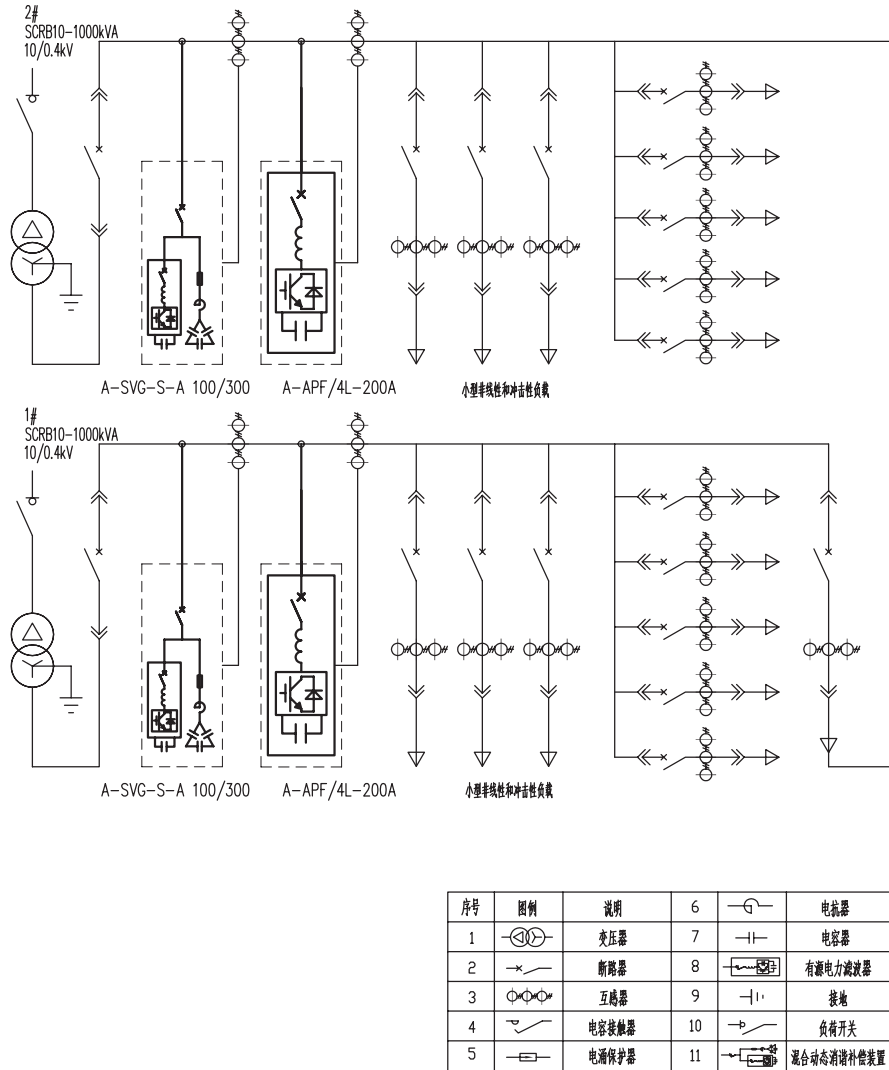 2#
SCRB10-1000kVA
10/0.4kV
A-SVG-S-A 100/300
A-APF/4L-200A
小型非线性和冲击性负载
1#
SCRB10-1000kVA
10/0.4kV
A-SVG-S-A 100/300
A-APF/4L-200A
小型非线性和冲击性负载
序号 图例 说明 6 电抗器
1 变压器 7 电容器
2 断路器 8 有源电力滤波器
3 互感器 9 接地
4 电容接触器 10 负荷开关
5 电涌保护器 11 混合动态消谐补偿装置